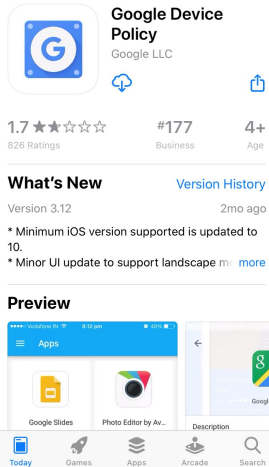 Google Device
Policy
Google LLC
1.7
#177
4+
826 Ratings
Business
Age
What's New
Version History
Version 3.12
2mo ago
* Minimum iOS version supported is updated to
10.
* Minor UI update to support landscape mo more
Preview
Vodafone IN
8:12 pm
40%
Apps
Google Slides
Photo Editor by Av...
8
Googl
Description
Today
Games
Apps
Arcade
Search